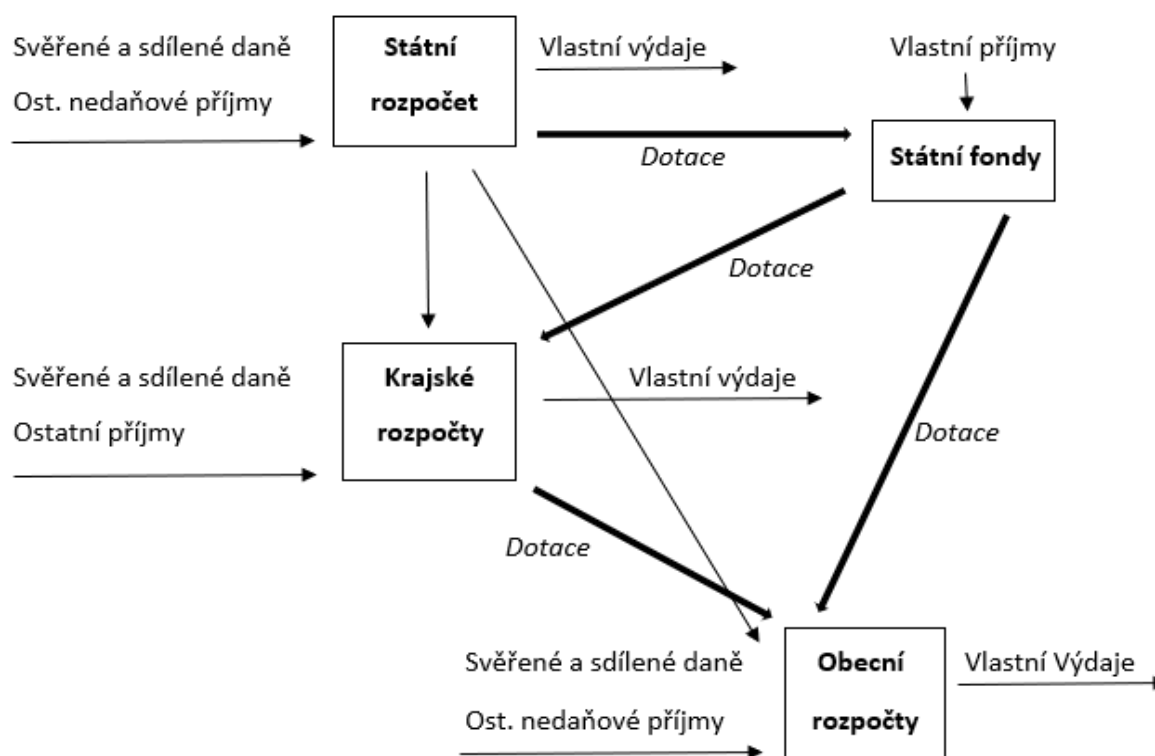 Svěřené a sdílené daně
Ost. nedaňové příjmy
Státní
rozpočet
Vlastní výdaje
Vlastní příjmy
Dotace
Státní fondy
Dotace
Svěřené a sdílené daně
Ostatní příjmy
Krajské
rozpočty
Vlastní výdaje
Dotace
Dotace
Svěřené a sdílené daně
Ost. nedaňové příjmy
Obecní
rozpočty
Vlastní Výdaje